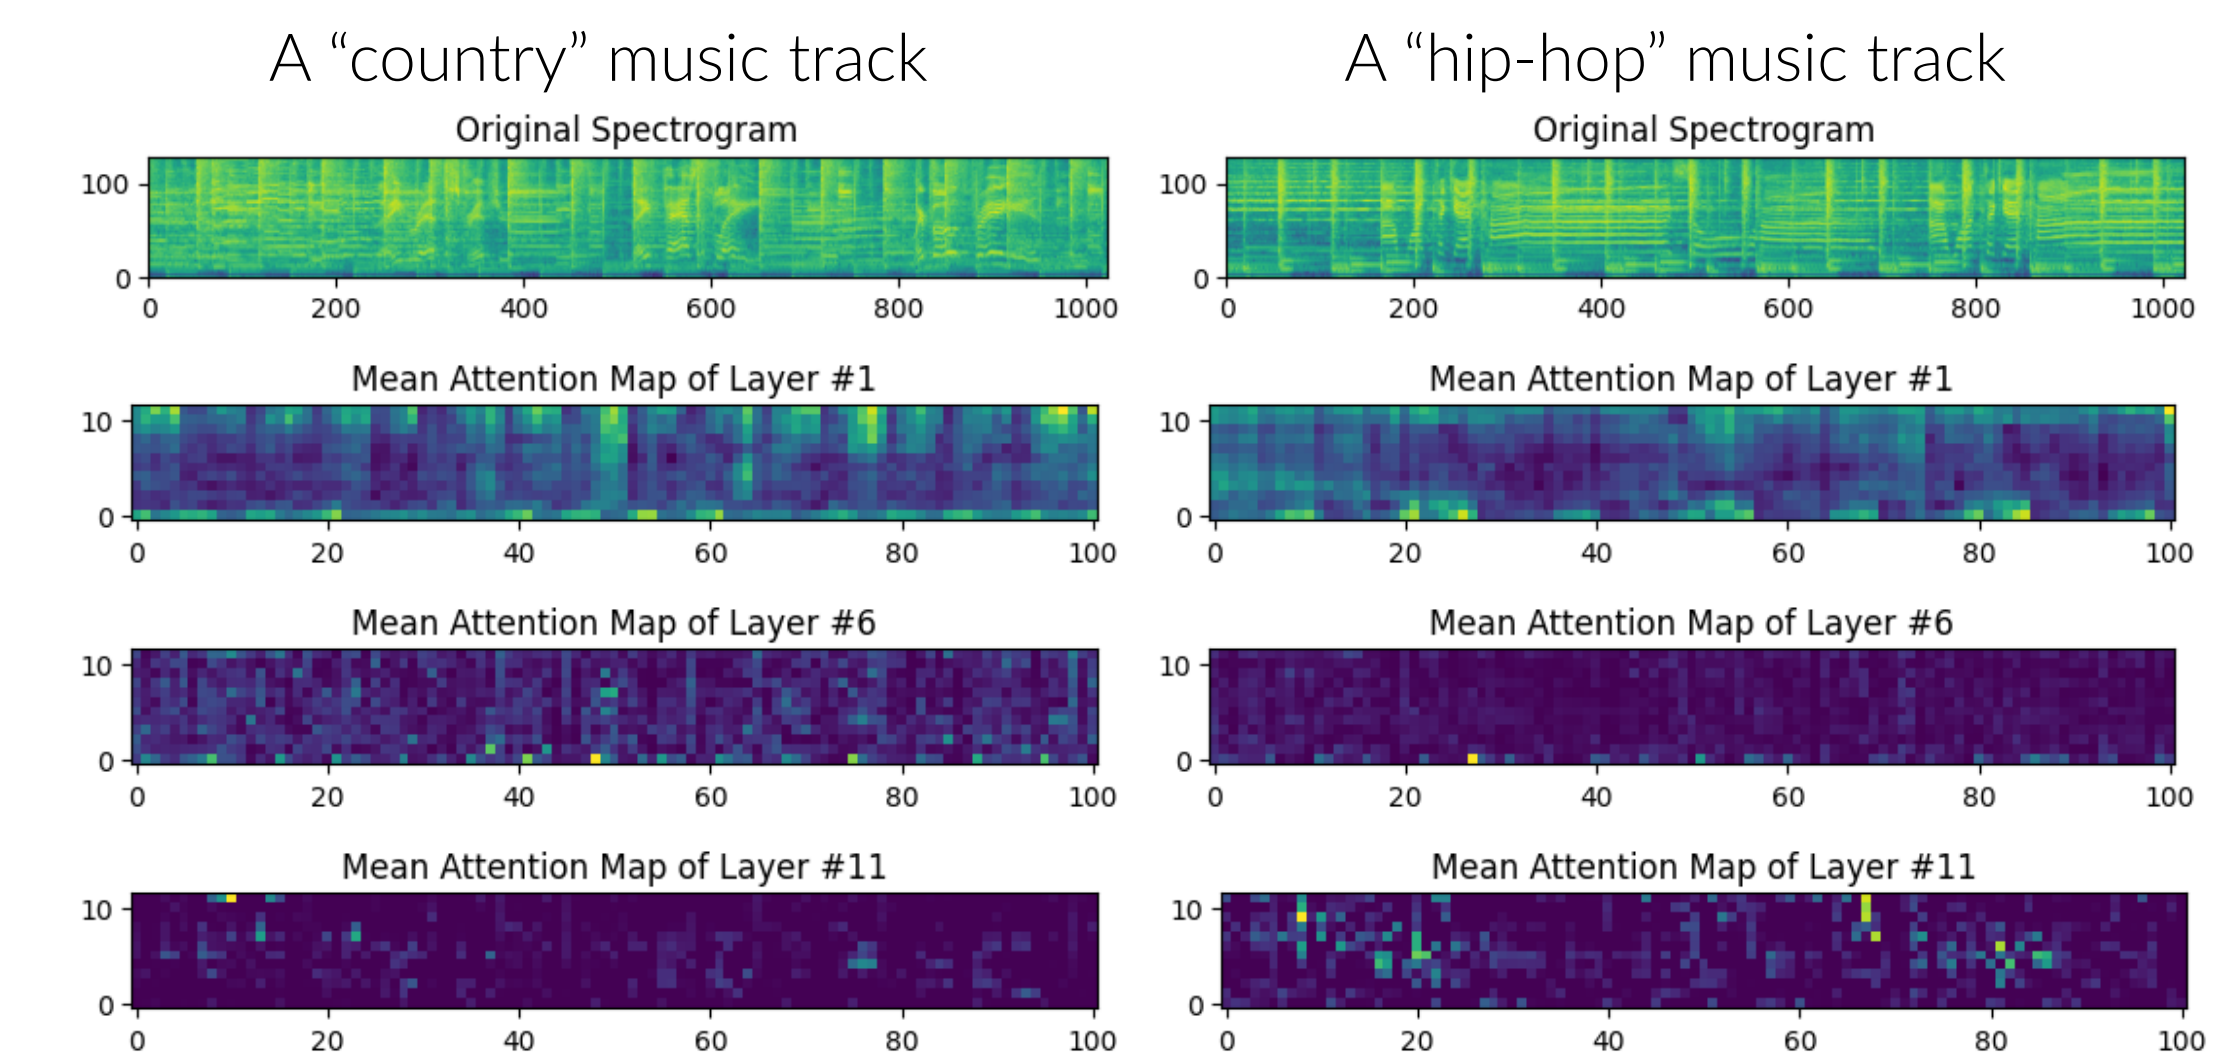 A “country” music track
Original Spectrogram
100
0
0 200 400 600 800 1000
Mean Attention Map of Layer #1
10
0
0 20 40 60 80 100
Mean Attention Map of Layer #6
10
0
0 20 40 60 80 100
Mean Attention Map of Layer #11
10
0
0 20 40 60 80 100
A “hip-hop” music track
Original Spectrogram
100
0
0 200 400 600 800 1000
Mean Attention Map of Layer #1
10
0
0 20 40 60 80 100
Mean Attention Map of Layer #6
10
0
0 20 40 60 80 100
Mean Attention Map of Layer #11
10
0
0 20 40 60 80 100